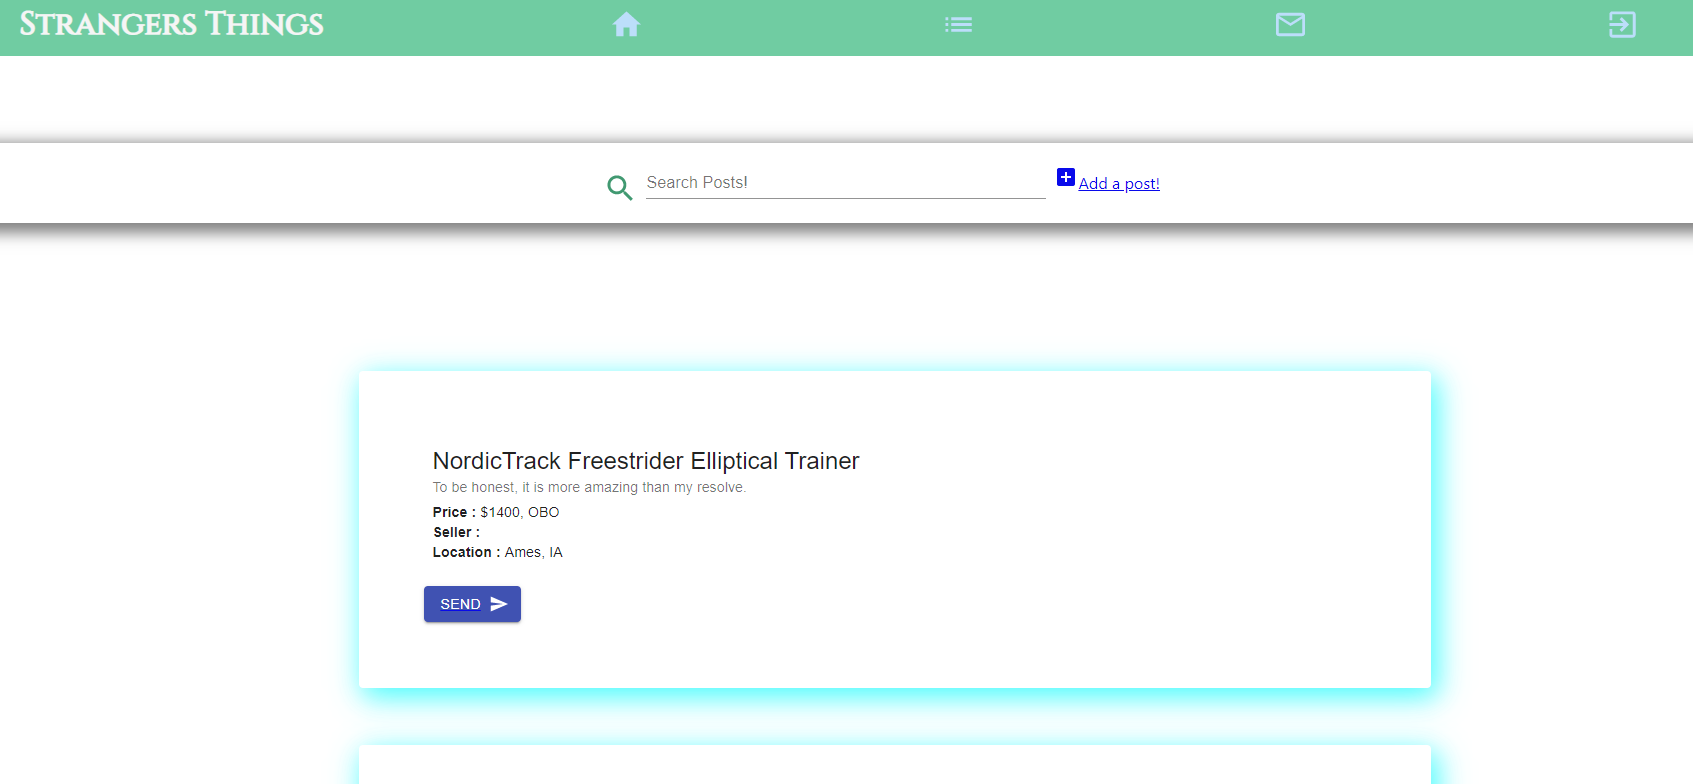 Strangers Things
Search Posts!
Add a post!
NordicTrack Freestrider Elliptical Trainer
To be honest, it is more amazing than my resolve.
Price : $1400, OBO
Seller :
Location : Ames, IA
SEND